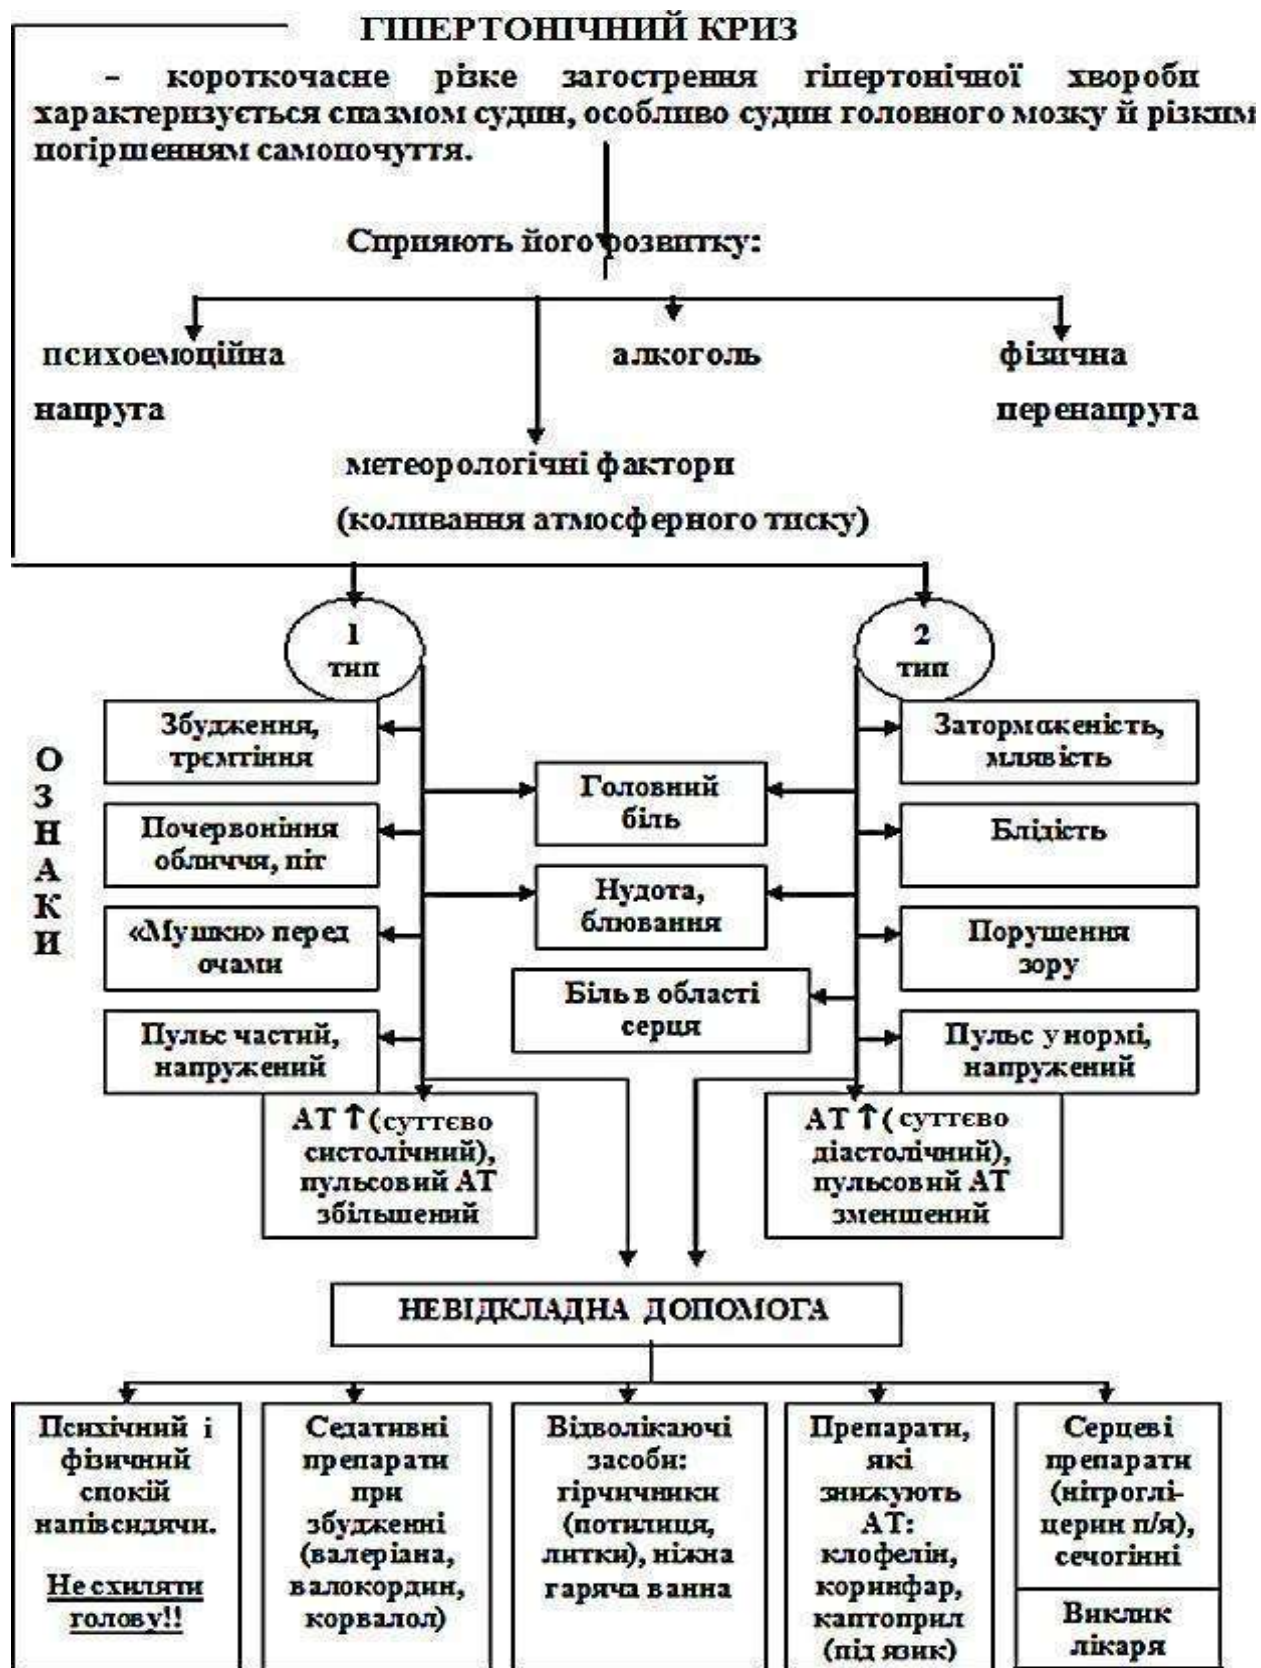 ГІПЕРТОНІЧНИЙ КРИЗ
– короткочасне різке загострення гіпертонічної хвороби
характеризується спазмом судин, особливо судин головного мозку й різким
погіршенням самопочуття.
Сприяють його розвитку:
психоемоційна
напруга
алкоголь
фізична
перенапруга
метеорологічні фактори
(коливання атмосферного тиску)
1
тип
2
тип
ОЗНАКИ
Збудження,
трємтіння
Почервоніння
обличчя, піт
«Мушки» перед
очами
Пульс частий,
напружений
АТ ↑ (суттєво
систолічний),
пульсовий АТ
збільшений
Головний
біль
Нудота,
блювання
Біль в області
серця
Заторможеність,
млявість
Блідість
Порушення
зору
Пульс у нормі,
напружений
АТ ↑ (суттєво
діастолічний),
пульсовий АТ
зменшений
НЕВІДКЛАДНА ДОПОМОГА
Психічний і
фізичний
спокій
напівсидячи.
Не схиляти
голову!!
Седативні
препарати
при
збудженні
(валеріана,
валокордин,
корвалол)
Відволікаючі
засоби:
гірчичники
(потилиця,
литки), ніжна
гаряча ванна
Препарати,
які
знижують
АТ:
клофелін,
коринфар,
каптоприл
(під язик)
Серцеві
препарати
(нітроглі-
церин п/я),
сечогінні
Виклик
лікаря